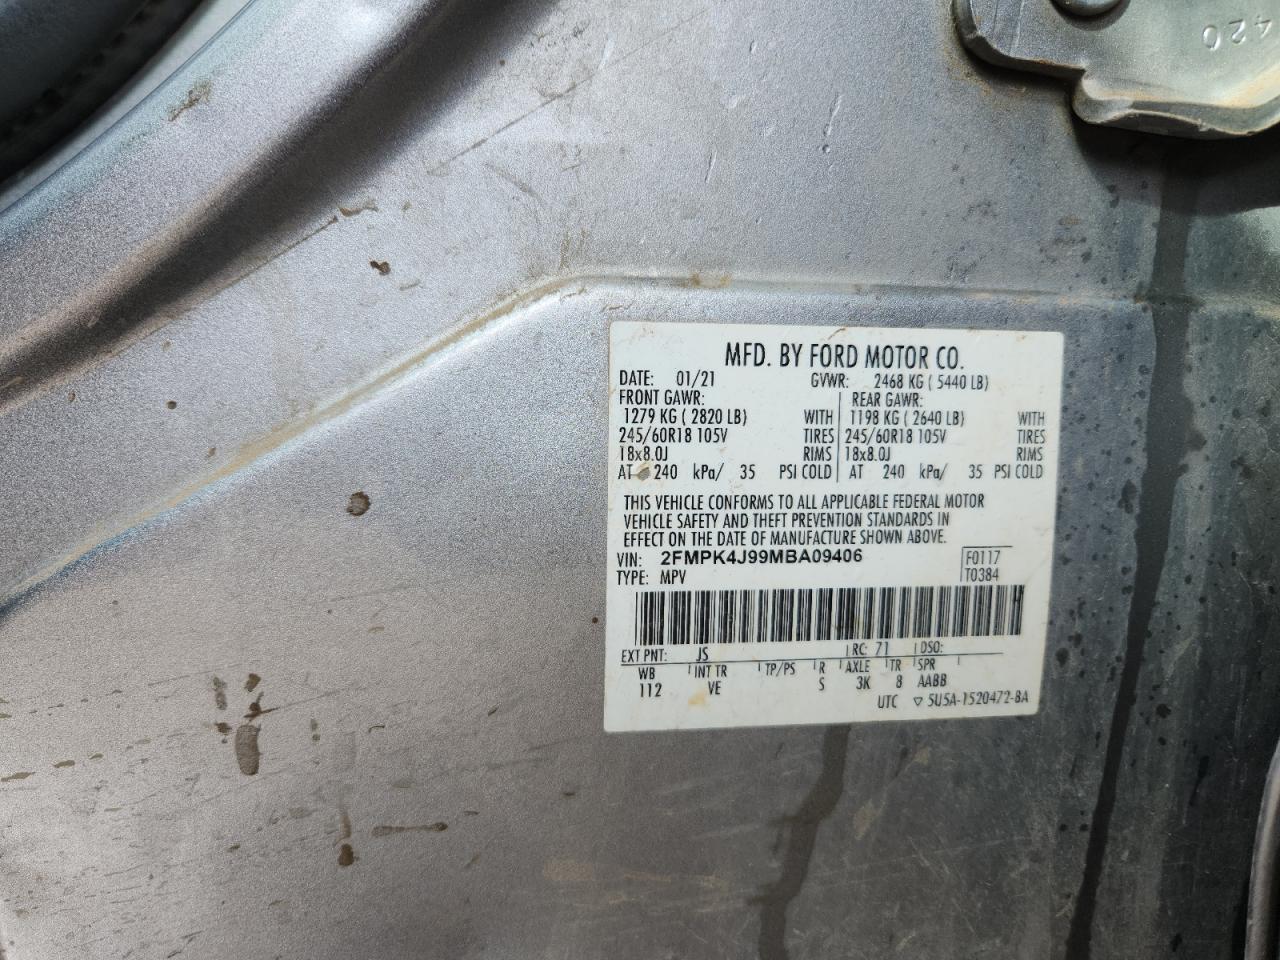 420
MFD. BY FORD MOTOR CO.
DATE: 01/21 GVWR: 2468 KG ( 5440 LB)
FRONT GAWR: REAR GAWR:
1279 KG ( 2820 LB) WITH 1198 KG ( 2640 LB) WITH
245/60R18 105V TIRES 245/60R18 105V TIRES
18x8.0J RIMS 18x8.0J RIMS
AT 240 kPa/ 35 PSI COLD AT 240 kPa/ 35 PSI COLD
THIS VEHICLE CONFORMS TO ALL APPLICABLE FEDERAL MOTOR
VEHICLE SAFETY AND THEFT PREVENTION STANDARDS IN
EFFECT ON THE DATE OF MANUFACTURE SHOWN ABOVE.
VIN: 2FMPK4J99MBA09406 F0117
TYPE: MPV T0384
EXT PNT: JS RC: 71 DSO:
WB INT TR TP/PS R AXLE TR SPR
112 VE S 3K 8 AABB
UTC ▽ 5U5A-1520472-BA